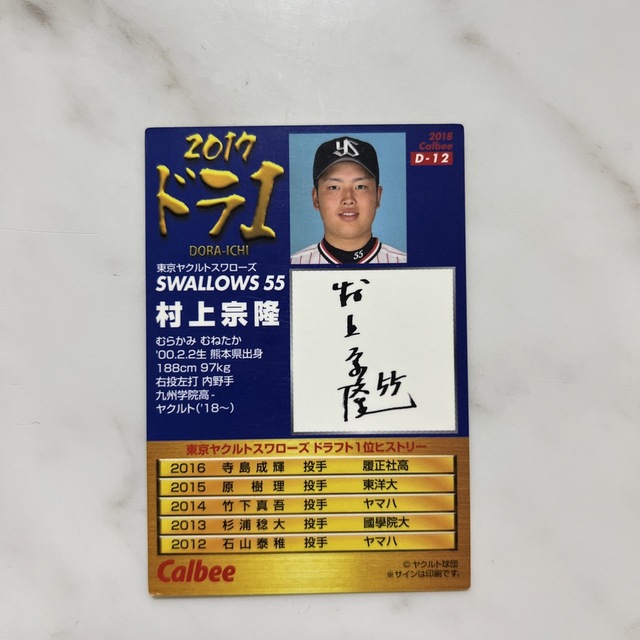 2017
ドラ1
DORA-ICHI
2018
Calbee
D-12
YS
55
東京ヤクルトスワローズ
SWALLOWS 55
村上宗隆
むらかみ むねたか
'00.2.2生 熊本県出身
188cm 97kg
右投左打 内野手
九州学院高-
ヤクルト('18〜)
村上宗隆 55
東京ヤクルトスワローズ ドラフト1位ヒストリー
2016 寺島成輝 投手 履正社高
2015 原樹理 投手 東洋大
2014 竹下真吾 投手 ヤマハ
2013 杉浦稔大 投手 國學院大
2012 石山泰稚 投手 ヤマハ
Calbee
©ヤクルト球団
※サインは印刷です。